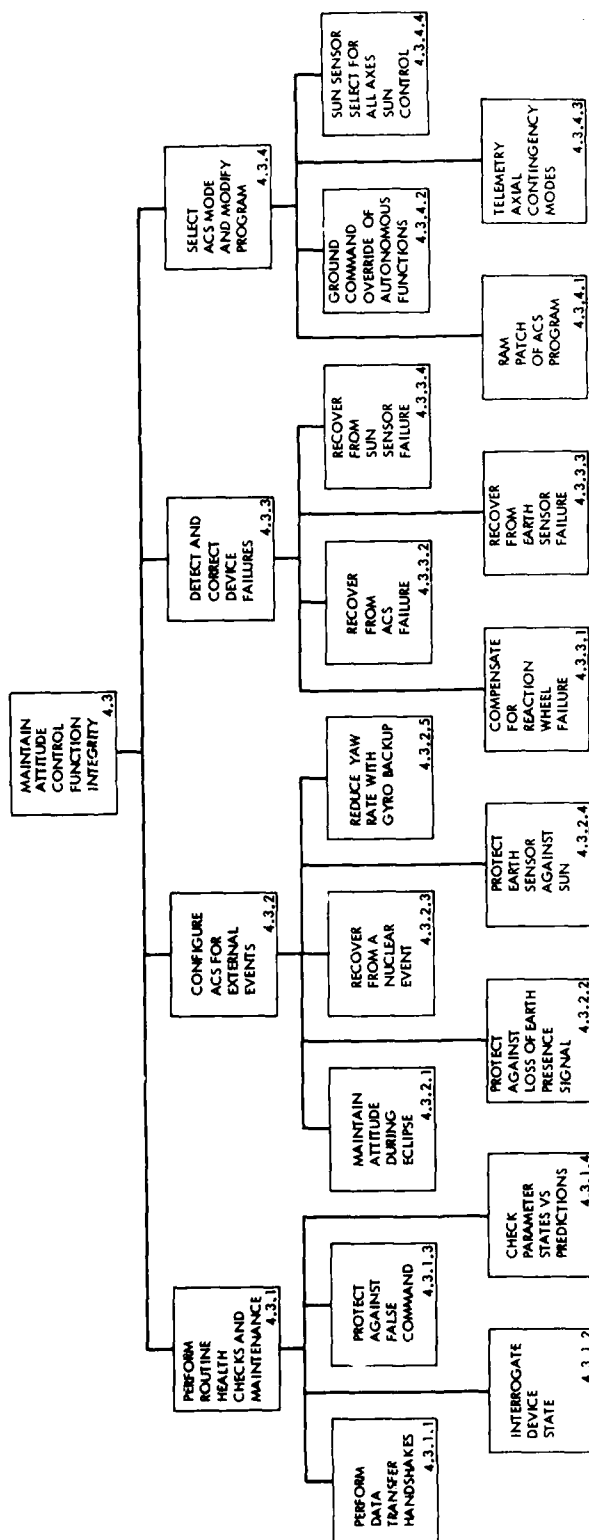 MAINTAIN
ATTITUDE
CONTROL
FUNCTION
INTEGRITY
4.3
PERFORM
ROUTINE
HEALTH
CHECKS AND
MAINTENANCE
4.3.1
CONFIGURE
ACS FOR
EXTERNAL
EVENTS
4.3.2
DETECT AND
CORRECT
DEVICE
FAILURES
4.3.3
SELECT
ACS MODE
AND MODIFY
PROGRAM
4.3.4
PERFORM
DATA
TRANSFER
HANDSHAKES
4.3.1.1
INTERROGATE
DEVICE
STATE
4.3.1.2
PROTECT
AGAINST
FALSE
COMMAND
4.3.1.3
CHECK
PARAMETER
STATES VS
PREDICTIONS
4.3.1.4
MAINTAIN
ATTITUDE
DURING
ECLIPSE
4.3.2.1
PROTECT
AGAINST
LOSS OF EARTH
PRESENCE
SIGNAL
4.3.2.2
RECOVER
FROM A
NUCLEAR
EVENT
4.3.2.3
PROTECT
EARTH
SENSOR
AGAINST
SUN
4.3.2.4
REDUCE YAW
RATE WITH
GYRO BACKUP
4.3.2.5
COMPENSATE
FOR
REACTION
WHEEL
FAILURE
4.3.3.1
RECOVER
FROM
ACS
FAILURE
4.3.3.2
RECOVER
FROM
EARTH
SENSOR
FAILURE
4.3.3.3
RECOVER
FROM
SUN
SENSOR
FAILURE
4.3.3.4
RAM
PATCH
OF ACS
PROGRAM
4.3.4.1
GROUND
COMMAND
OVERRIDE OF
AUTONOMOUS
FUNCTIONS
4.3.4.2
TELEMETRY
AXIAL
CONTINGENCY
MODES
4.3.4.3
SUN SENSOR
SELECT FOR
ALL AXES
SUN
CONTROL
4.3.4.4